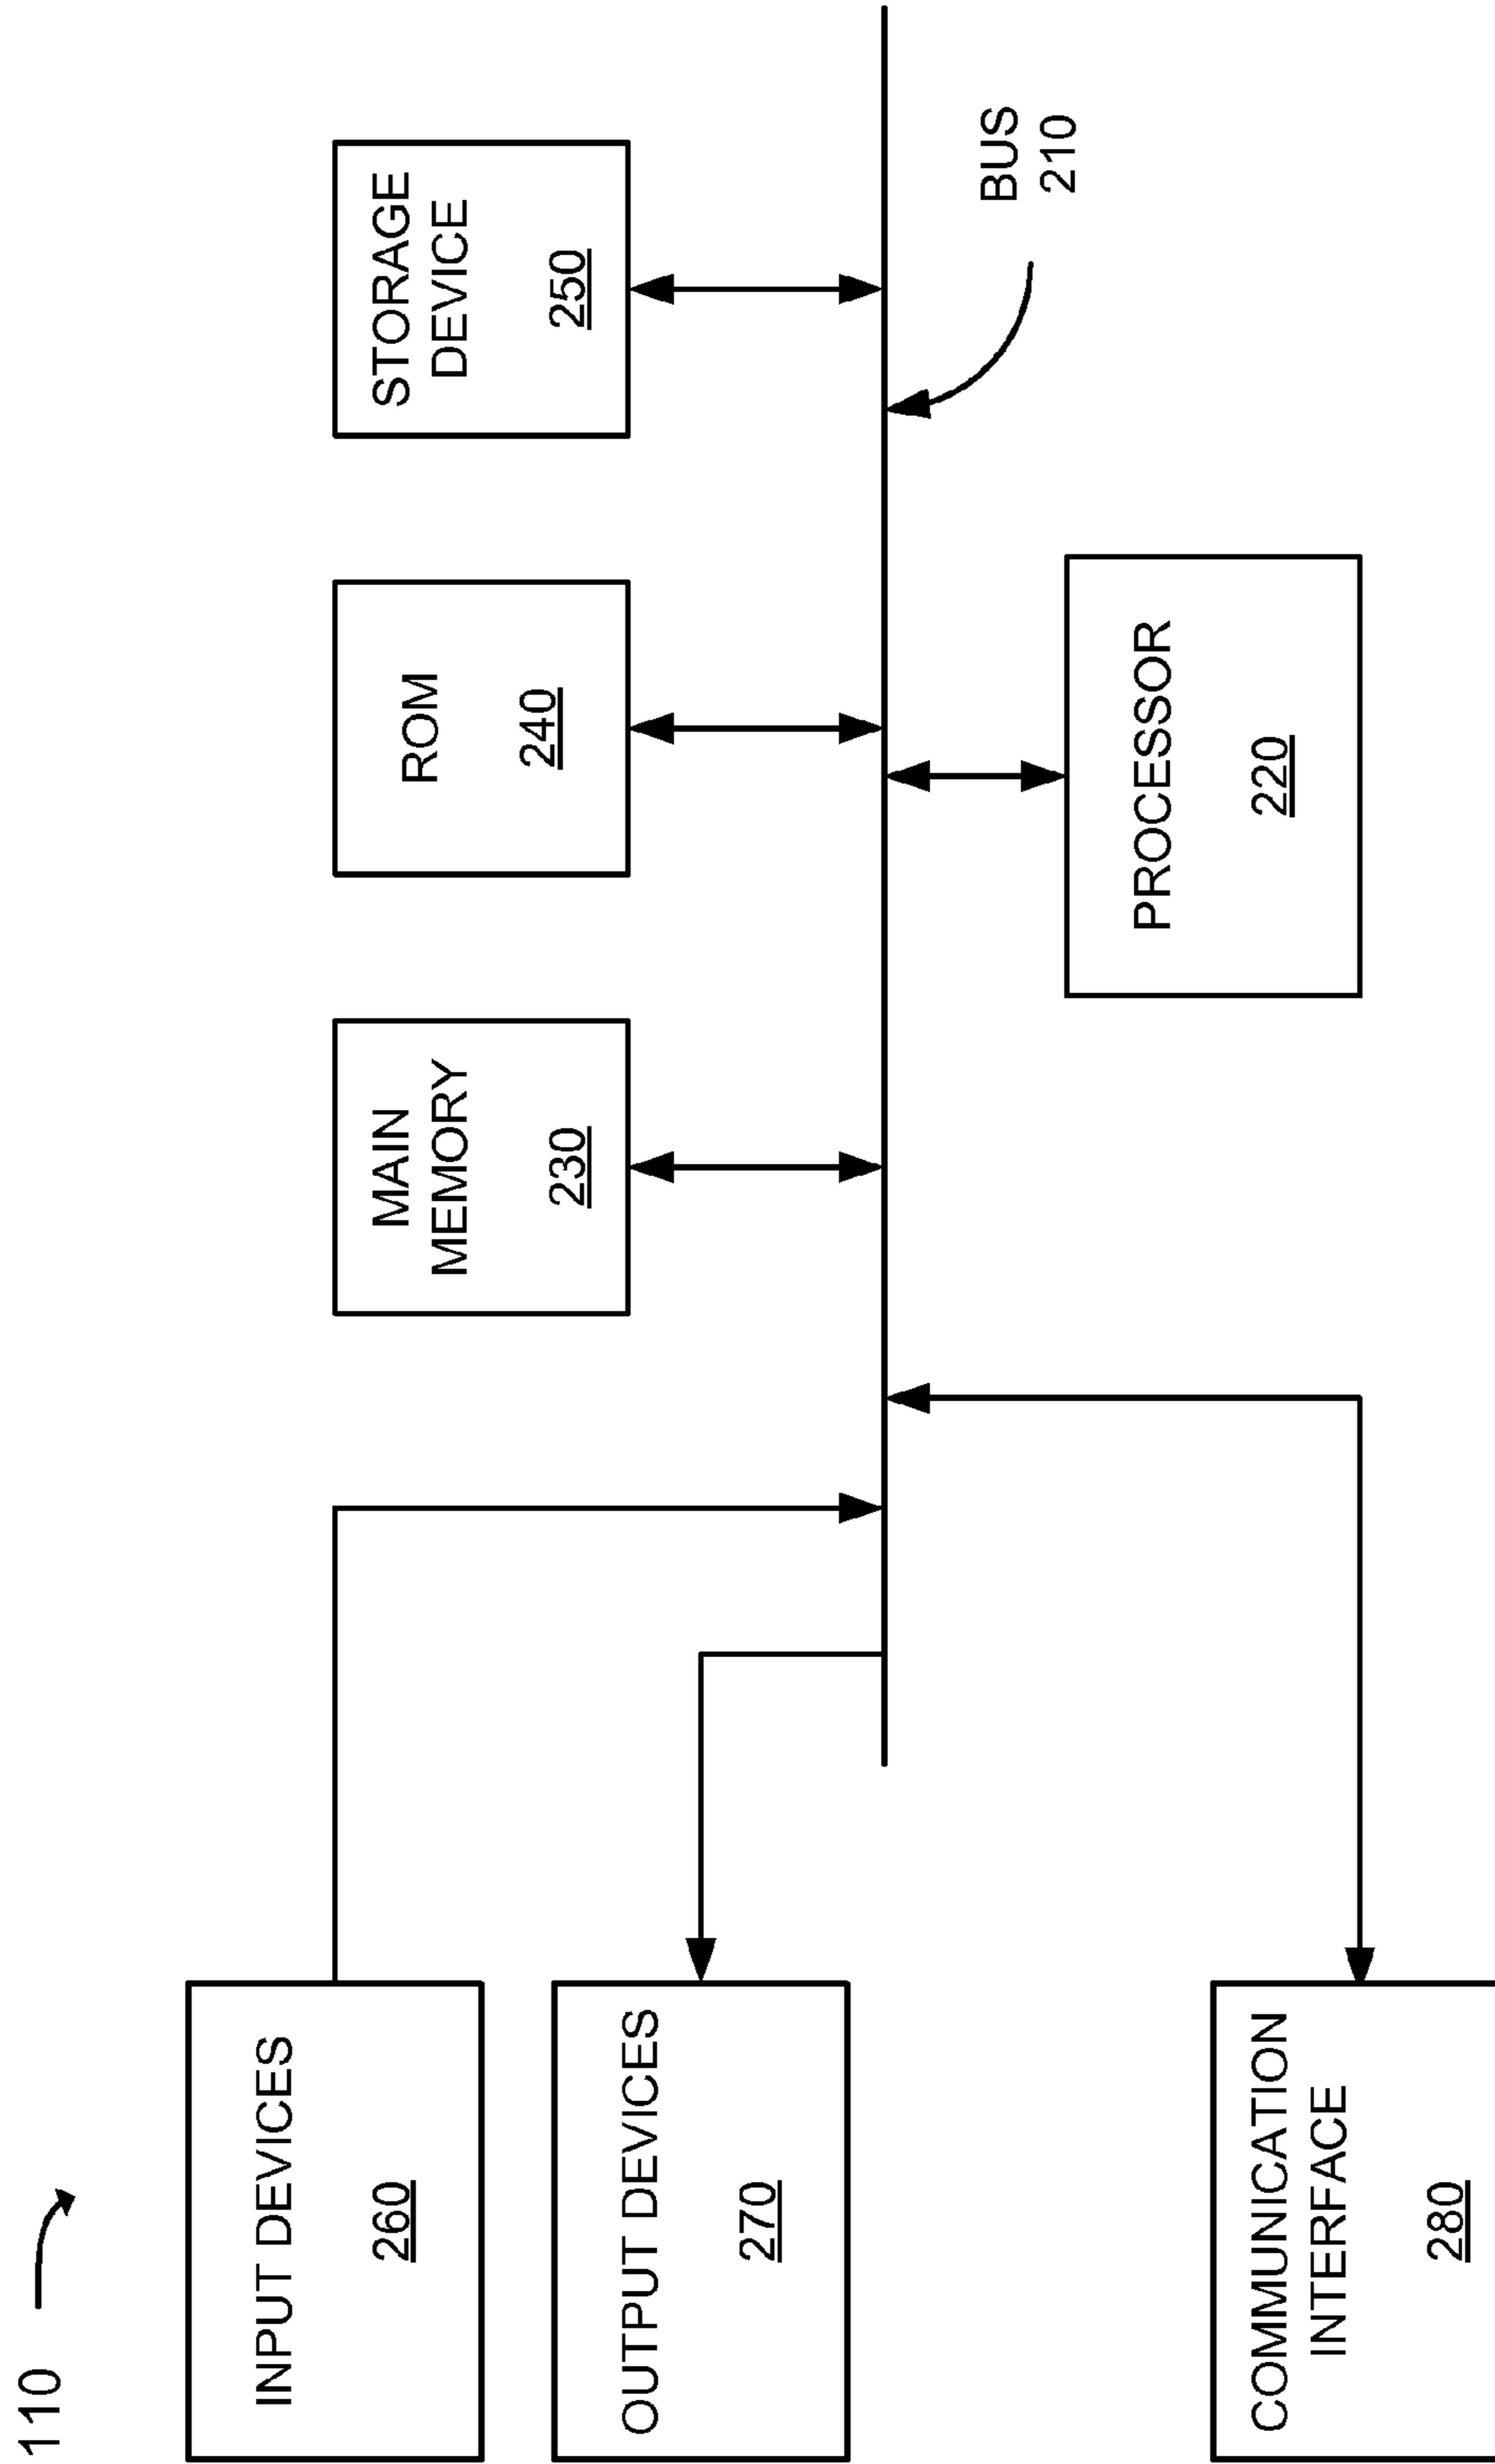 110
INPUT DEVICES
260
OUTPUT DEVICES
270
COMMUNICATION
INTERFACE
280
MAIN
MEMORY
230
ROM
240
STORAGE
DEVICE
250
PROCESSOR
220
BUS
210